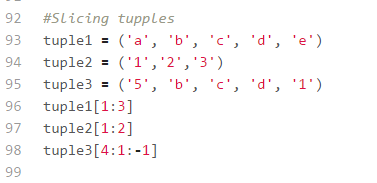 92 #Slicing tupples
93 tuple1 = ('a', 'b', 'c', 'd', 'e')
94 tuple2 = ('1','2','3')
95 tuple3 = ('5', 'b', 'c', 'd', '1')
96 tuple1[1:3]
97 tuple2[1:2]
98 tuple3[4:1:-1]
99